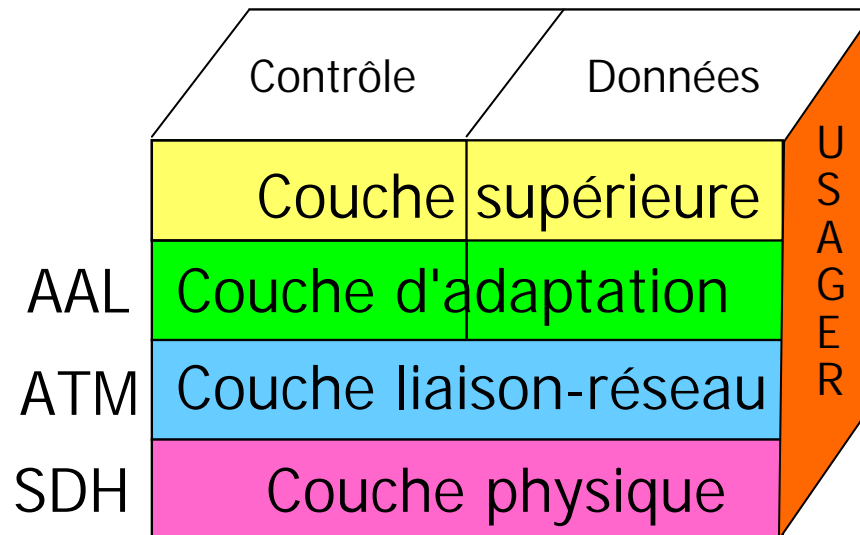 Contrôle Données
Couche supérieure
AAL Couche d'adaptation
ATM Couche liaison-réseau
SDH Couche physique
USAGER